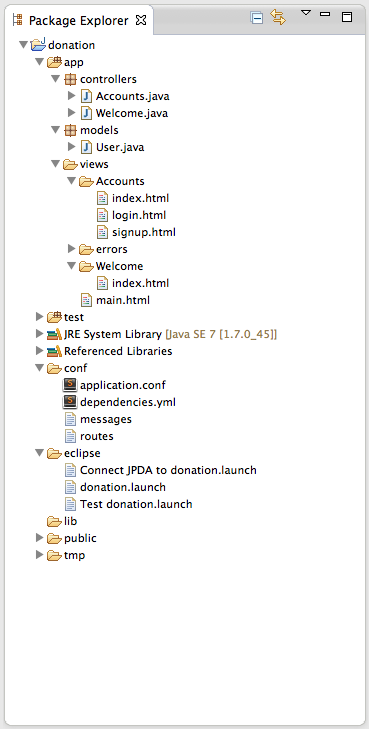 Package Explorer
donation
app
controllers
Accounts.java
Welcome.java
models
User.java
views
Accounts
index.html
login.html
signup.html
errors
Welcome
index.html
main.html
test
JRE System Library [Java SE 7 [1.7.0_45]]
Referenced Libraries
conf
application.conf
dependencies.yml
messages
routes
eclipse
Connect JPDA to donation.launch
donation.launch
Test donation.launch
lib
public
tmp